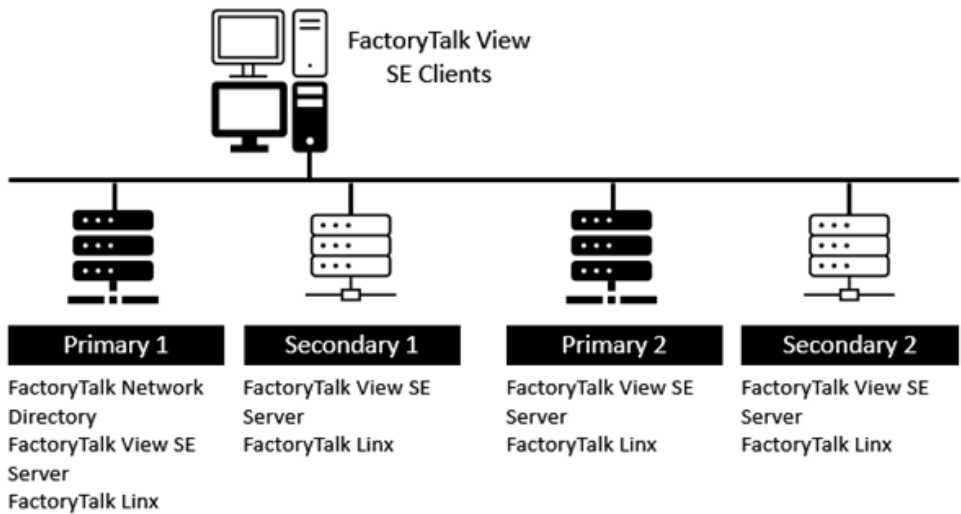 FactoryTalk View
SE Clients
Primary 1
FactoryTalk Network
Directory
FactoryTalk View SE
Server
FactoryTalk Linx
Secondary 1
FactoryTalk View SE
Server
FactoryTalk Linx
Primary 2
FactoryTalk View SE
Server
FactoryTalk Linx
Secondary 2
FactoryTalk View SE
Server
FactoryTalk Linx